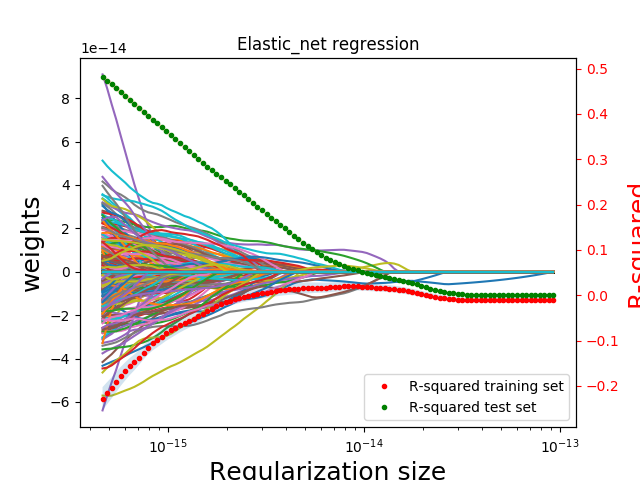 Elastic_net regression
1e−14
8
6
4
2
0
−2
−4
−6
weights
0.5
0.4
0.3
0.2
0.1
0.0
−0.1
−0.2
R-squared
R-squared training set
R-squared test set
10⁻¹⁵
10⁻¹⁴
10⁻¹³
Regularization size